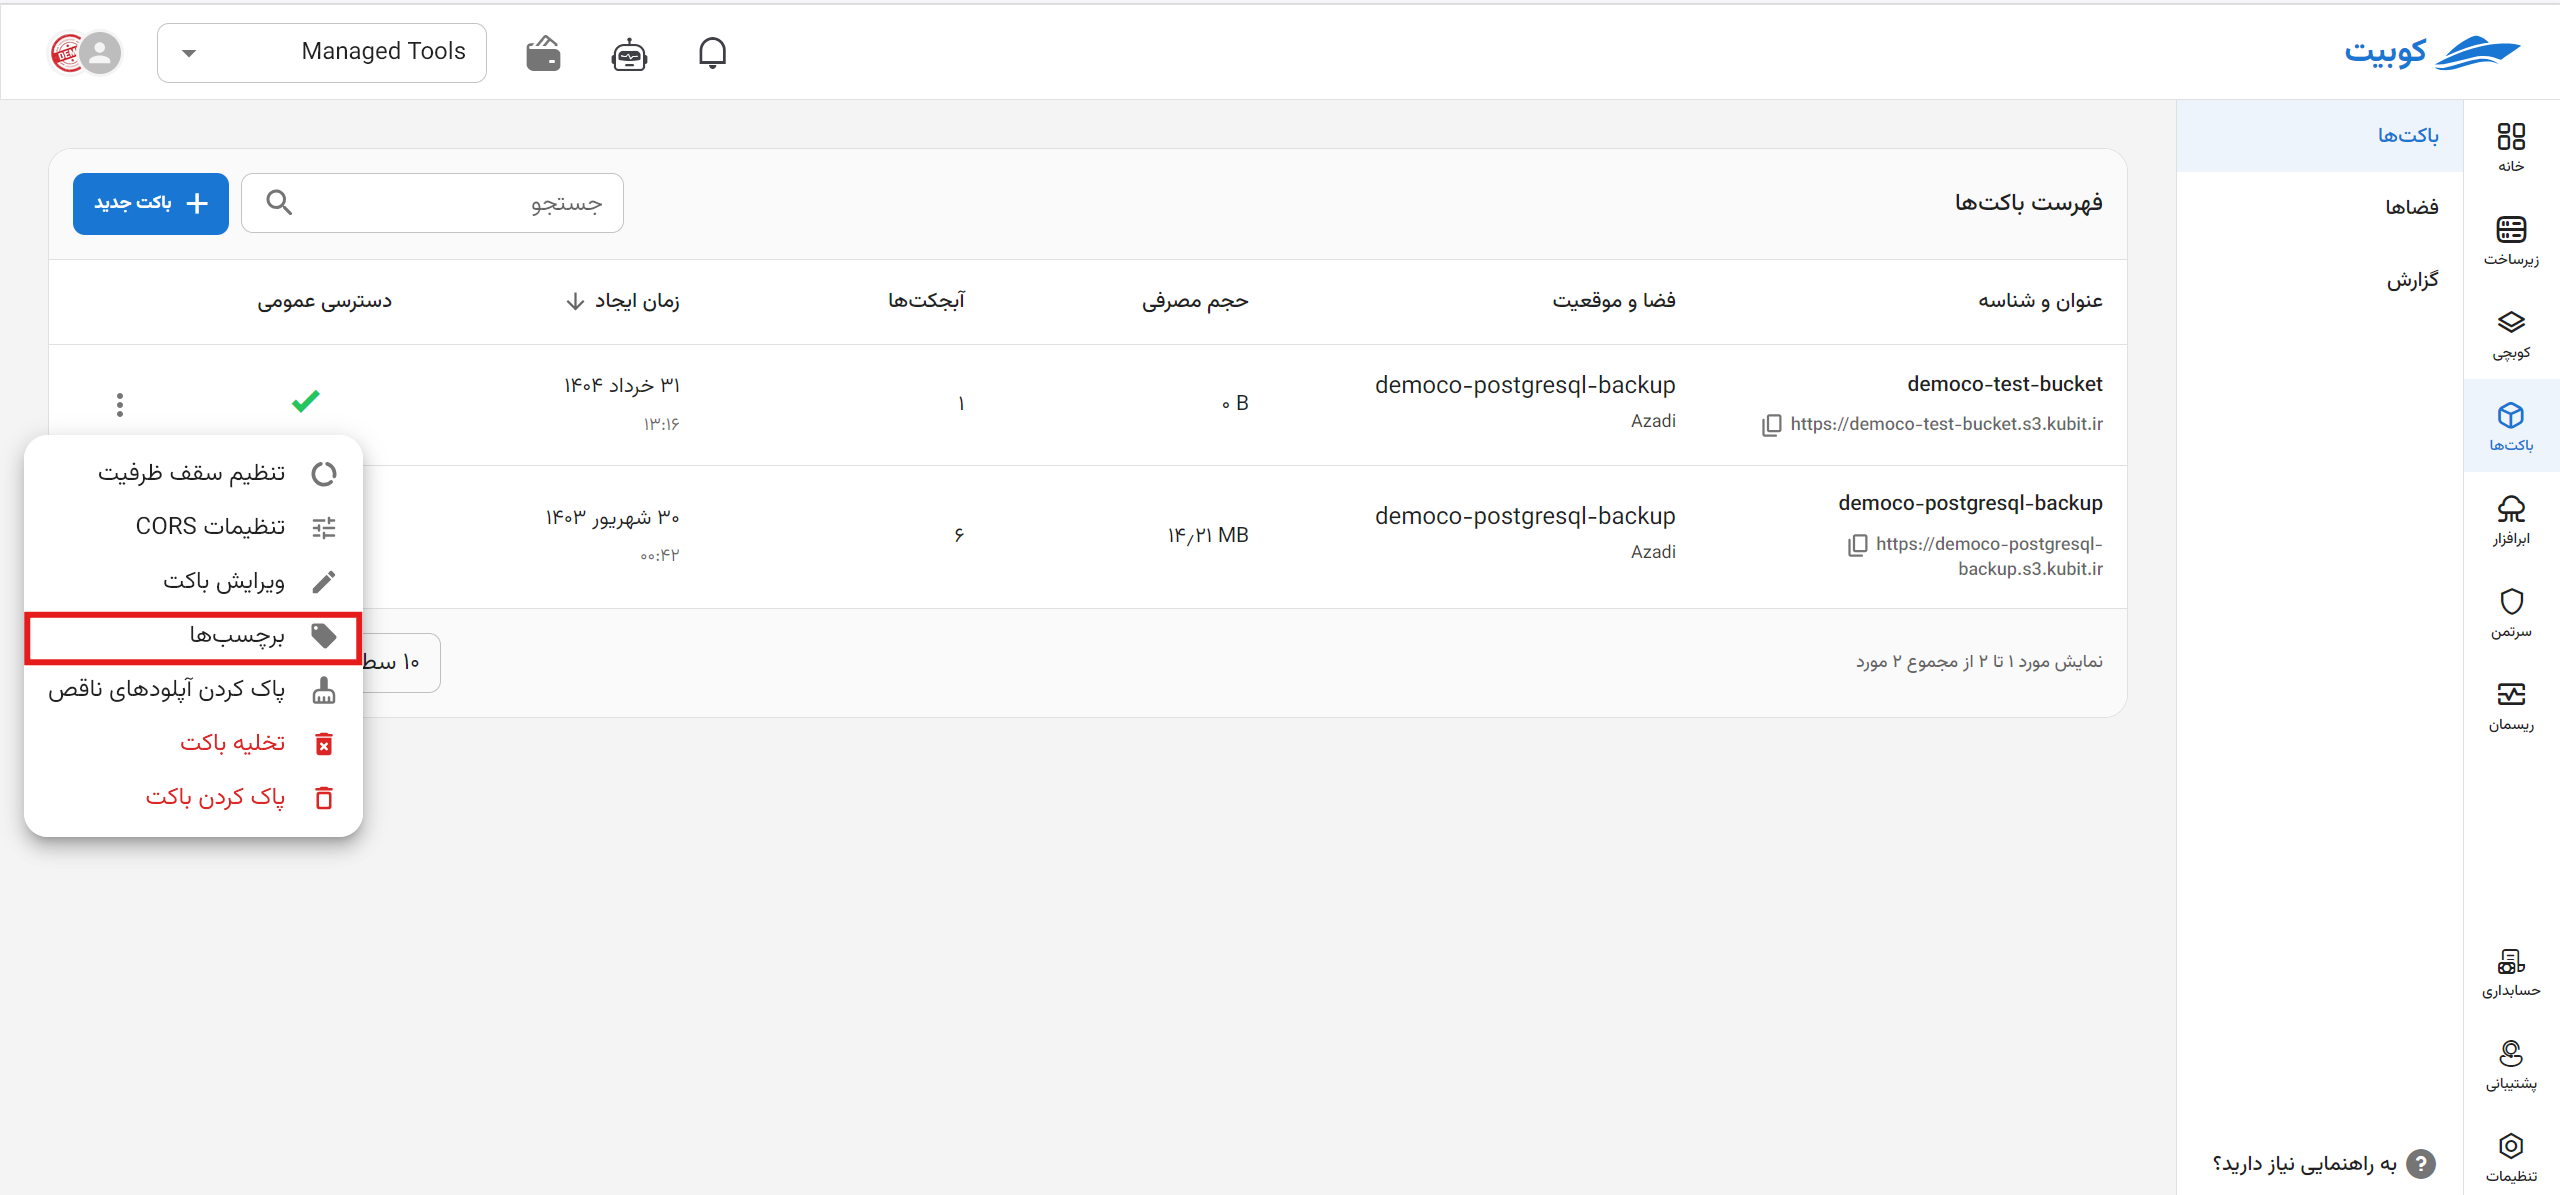 کوبیت
Managed Tools
DEM
خانه
زیرساخت
کوبچی
باکت‌ها
ابرافزار
سرتمن
ریسمان
حسابداری
پشتیبانی
تنظیمات
باکت‌ها
فضاها
گزارش
به راهنمایی نیاز دارید؟
فهرست باکت‌ها
جستجو
باکت جدید
عنوان و شناسه فضا و موقعیت حجم مصرفی آبجکت‌ها زمان ایجاد دسترسی عمومی
democo-test-bucket democo-postgresql-backup ۰ B ۱ ۳۱ خرداد ۱۴۰۴
https://democo-test-bucket.s3.kubit.ir Azadi ۱۳:۱۶
democo-postgresql-backup democo-postgresql-backup ۱۴٫۲۱ MB ۶ ۳۰ شهریور ۱۴۰۳
https://democo-postgresql- Azadi ۰۰:۴۲
backup.s3.kubit.ir
نمایش مورد ۱ تا ۲ از مجموع ۲ مورد
۱۰ سط
تنظیم سقف ظرفیت
تنظیمات CORS
ویرایش باکت
برچسب‌ها
پاک کردن آپلودهای ناقص
تخلیه باکت
پاک کردن باکت